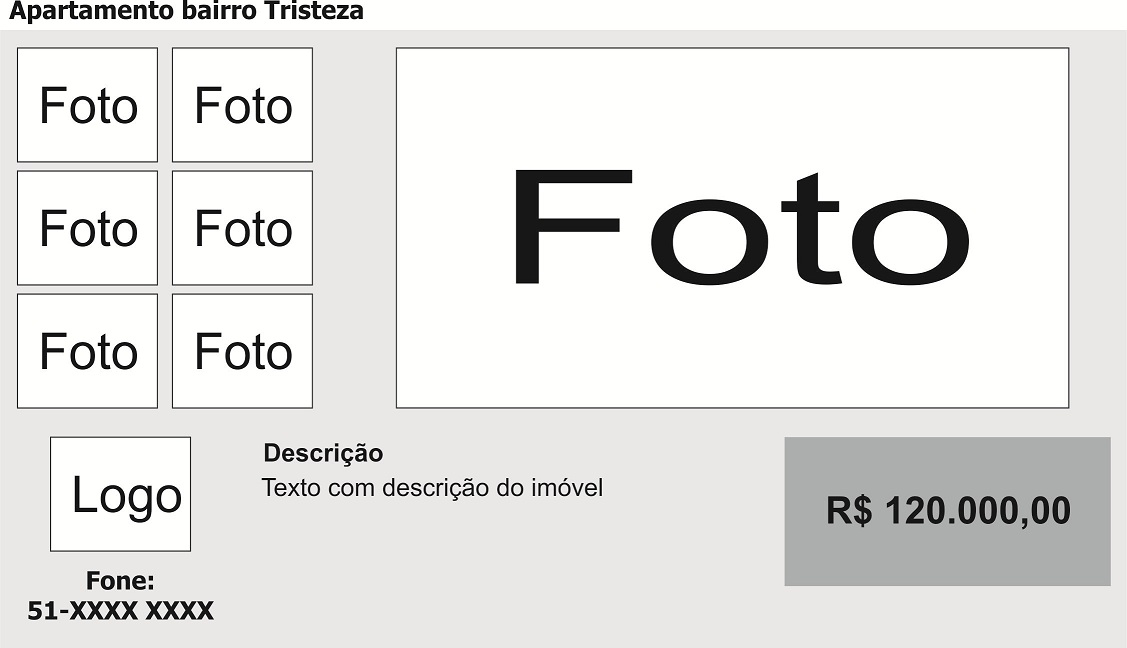 Apartamento bairro Tristeza
Foto Foto
Foto
Foto Foto
Foto Foto
Logo
Descrição
Texto com descrição do imóvel
R$ 120.000,00
Fone:
51-XXXX XXXX